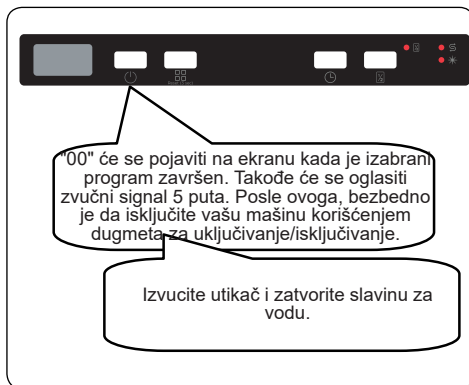 "00" će se pojaviti na ekranu kada je izabrani
program završen. Takođe će se oglasiti
zvučni signal 5 puta. Posle ovoga, bezbedno
je da isključite vašu mašinu korišćenjem
dugmeta za uključivanje/isključivanje.
Izvucite utikač i zatvorite slavinu za
vodu.